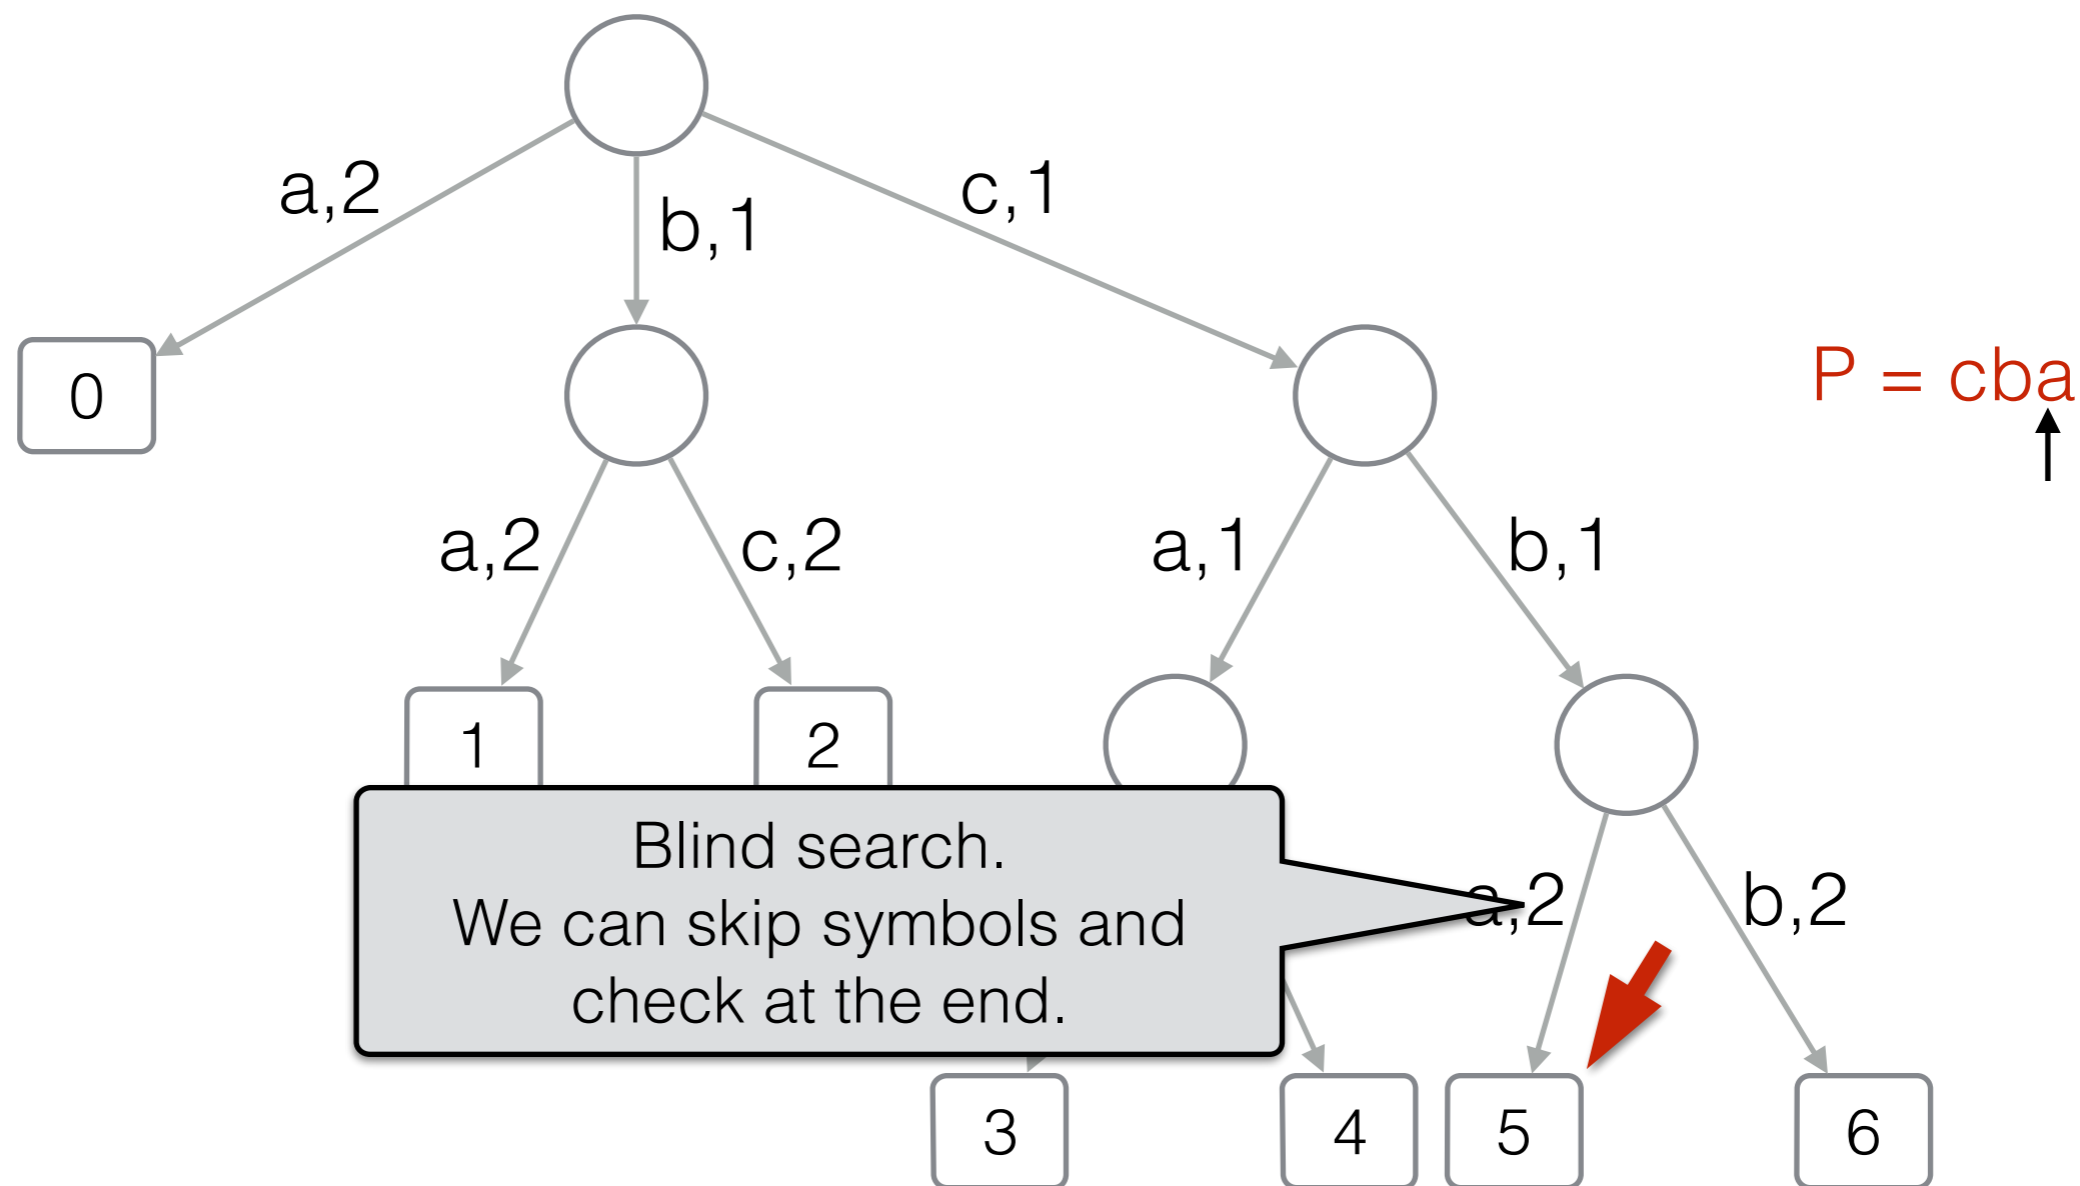 a,2
b,1
c,1
0
P = cba
a,2
c,2
a,1
b,1
1
2
Blind search.
We can skip symbols and
check at the end.
a,2
b,2
3
4
5
6